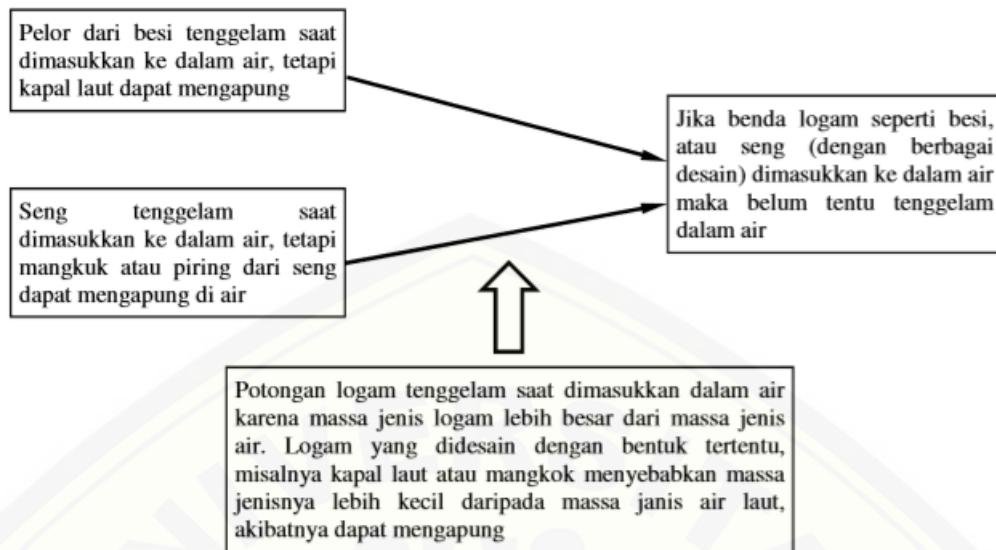 Pelor dari besi tenggelam saat
dimasukkan ke dalam air, tetapi
kapal laut dapat mengapung
Jika benda logam seperti besi,
atau seng (dengan berbagai
desain) dimasukkan ke dalam air
maka belum tentu tenggelam
dalam air
Seng tenggelam saat
dimasukkan ke dalam air, tetapi
mangkuk atau piring dari seng
dapat mengapung di air
Potongan logam tenggelam saat dimasukkan dalam air
karena massa jenis logam lebih besar dari massa jenis
air. Logam yang didesain dengan bentuk tertentu,
misalnya kapal laut atau mangkok menyebabkan massa
jenisnya lebih kecil daripada massa janis air laut,
akibatnya dapat mengapung